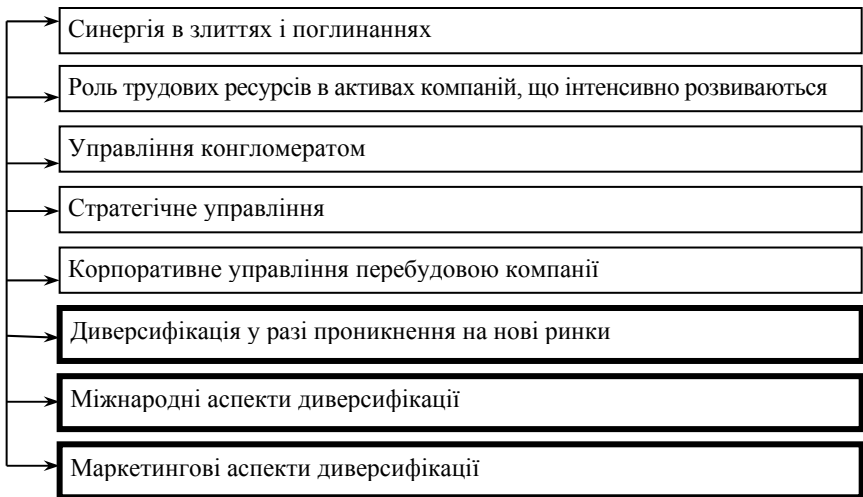 Синергія в злиттях і поглинаннях
Роль трудових ресурсів в активах компаній, що інтенсивно розвиваються
Управління конгломератом
Стратегічне управління
Корпоративне управління перебудовою компанії
Диверсифікація у разі проникнення на нові ринки
Міжнародні аспекти диверсифікації
Маркетингові аспекти диверсифікації